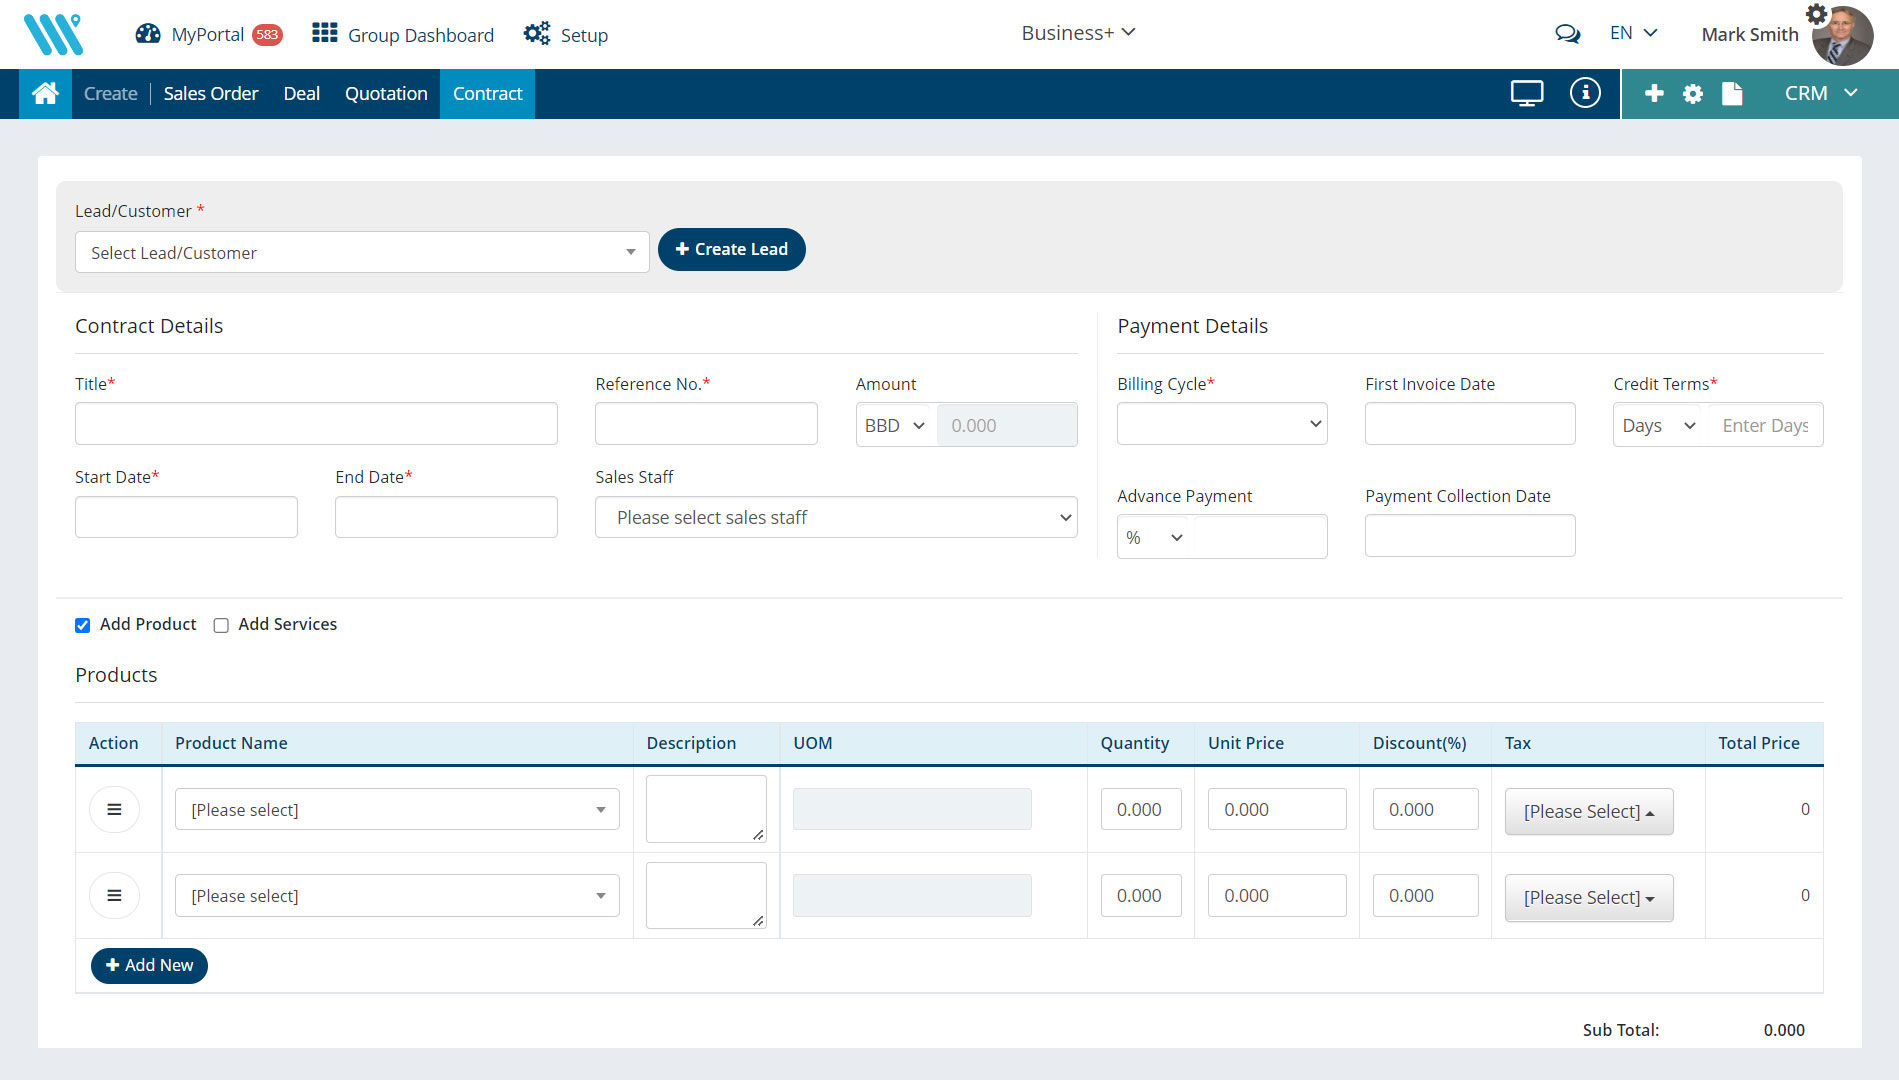 MyPortal 583 Group Dashboard Setup Business+ EN Mark Smith
Create Sales Order Deal Quotation Contract CRM
Lead/Customer *
Select Lead/Customer Create Lead
Contract Details Payment Details
Title* Reference No.* Amount Billing Cycle* First Invoice Date Credit Terms*
BBD 0.000 Days Enter Days
Start Date* End Date* Sales Staff Advance Payment Payment Collection Date
Please select sales staff %
Add Product Add Services
Products
Action Product Name Description UOM Quantity Unit Price Discount(%) Tax Total Price
[Please select] 0.000 0.000 0.000 [Please Select] 0
[Please select] 0.000 0.000 0.000 [Please Select] 0
Add New
Sub Total: 0.000